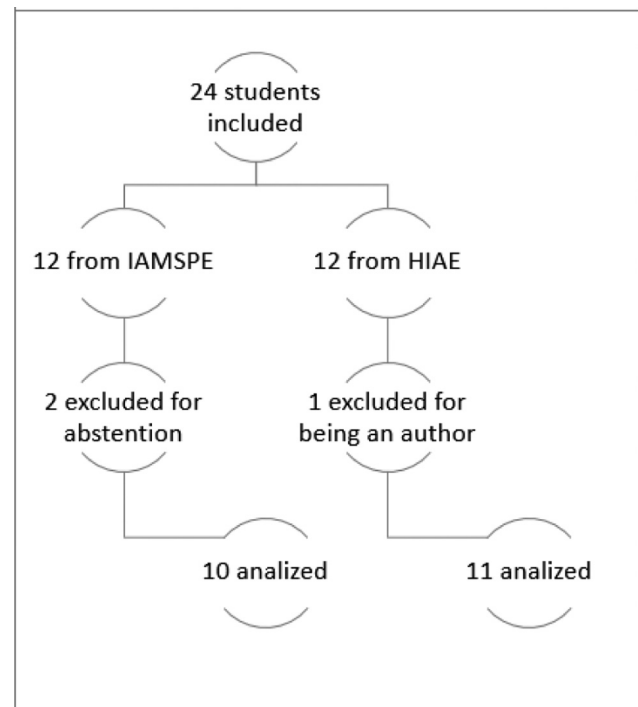 24 students
included
12 from IAMSPE
12 from HIAE
2 excluded for
abstention
1 excluded for
being an author
10 analized
11 analized